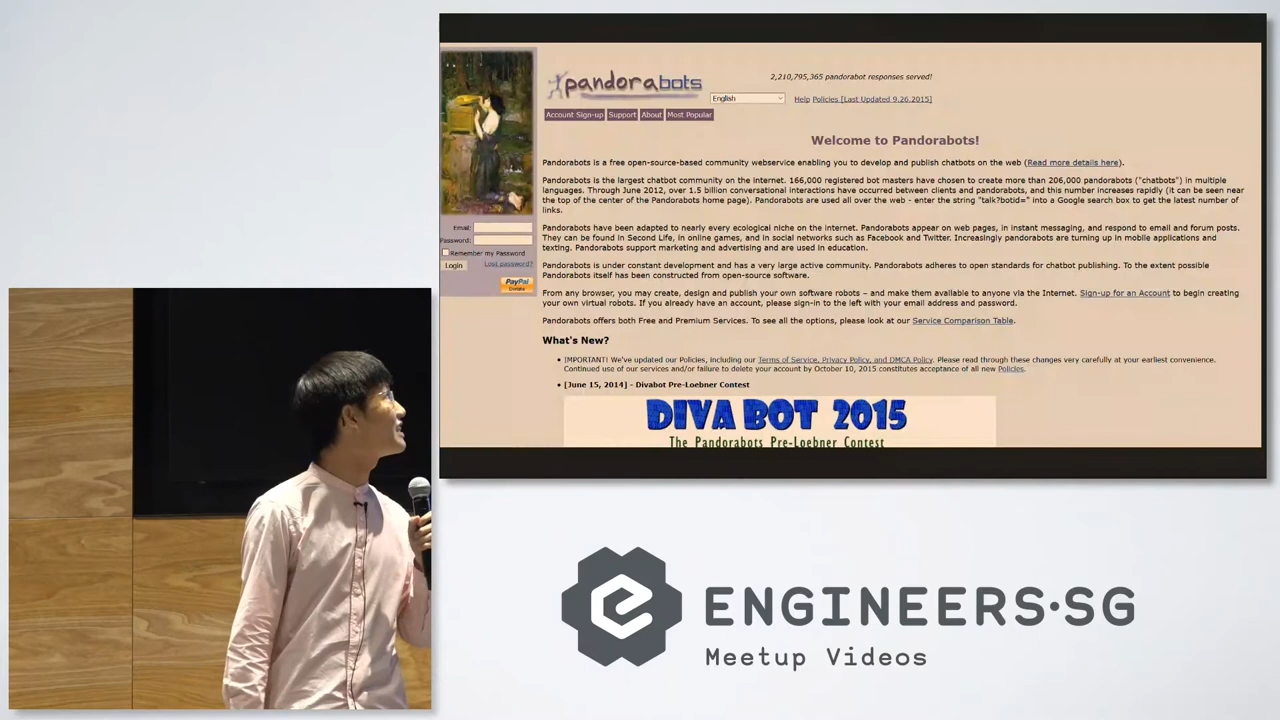 pandorabots
2,210,795,365 pandorabot responses served!
English
Help Policies [Last Updated 9.26.2015]
Account Sign-up Support About Most Popular
Welcome to Pandorabots!
Pandorabots is a free open-source-based community webservice enabling you to develop and publish chatbots on the web (Read more details here).
Pandorabots is the largest chatbot community on the internet. 166,000 registered bot masters have chosen to create more than 206,000 pandorabots ("chatbots") in multiple
languages. Through June 2012, over 1.5 billion conversational interactions have occurred between clients and pandorabots, and this number increases rapidly (it can be seen near
the top of the center of the Pandorabots home page). Pandorabots are used all over the web - enter the string "talk?botid=" into a Google search box to get the latest number of
links.
Pandorabots have been adapted to nearly every ecological niche on the internet. Pandorabots appear on web pages, in instant messaging, and respond to email and forum posts.
They can be found in Second Life, in online games, and in social networks such as Facebook and Twitter. Increasingly pandorabots are turning up in mobile applications and
texting. Pandorabots support marketing and advertising and are used in education.
Pandorabots is under constant development and has a very large active community. Pandorabots adheres to open standards for chatbot publishing. To the extent possible
Pandorabots itself has been constructed from open-source software.
From any browser, you may create, design and publish your own software robots – and make them available to anyone via the Internet. Sign-up for an Account to begin creating
your own virtual robots. If you already have an account, please sign-in to the left with your email address and password.
Pandorabots offers both Free and Premium Services. To see all the options, please look at our Service Comparison Table.
What's New?
• IMPORTANT! We've updated our Policies, including our Terms of Service, Privacy Policy, and DMCA Policy. Please read through these changes very carefully at your earliest convenience.
Continued use of our services and/or failure to delete your account by October 10, 2015 constitutes acceptance of all new Policies.
• [June 15, 2014] - Divabot Pre-Loebner Contest
DIVA BOT 2015
The Pandorabots Pre-Loebner Contest
Email:
Password:
Remember my Password
Login Lost password?
PayPal
Donate
ENGINEERS·SG
Meetup Videos